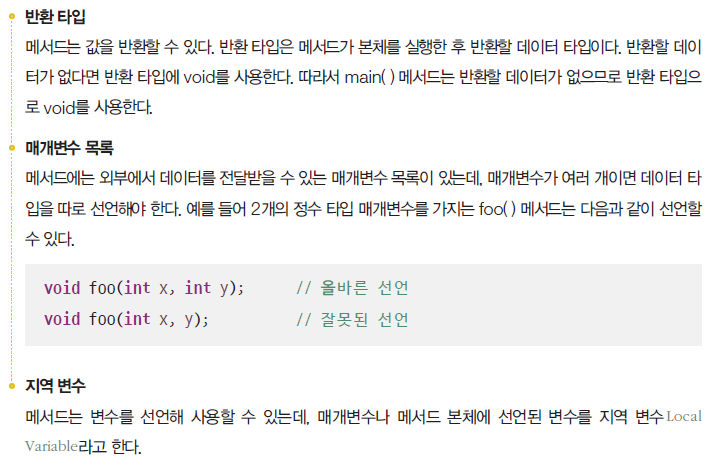 반환 타입
메서드는 값을 반환할 수 있다. 반환 타입은 메서드가 본체를 실행한 후 반환할 데이터 타입이다. 반환할 데이
터가 없다면 반환 타입에 void를 사용한다. 따라서 main( ) 메서드는 반환할 데이터가 없으므로 반환 타입으
로 void를 사용한다.
매개변수 목록
메서드에는 외부에서 데이터를 전달받을 수 있는 매개변수 목록이 있는데, 매개변수가 여러 개이면 데이터 타
입을 따로 선언해야 한다. 예를 들어 2개의 정수 타입 매개변수를 가지는 foo( ) 메서드는 다음과 같이 선언할
수 있다.
void foo(int x, int y);      // 올바른 선언
void foo(int x, y);          // 잘못된 선언
지역 변수
메서드는 변수를 선언해 사용할 수 있는데, 매개변수나 메서드 본체에 선언된 변수를 지역 변수Local
Variable라고 한다.